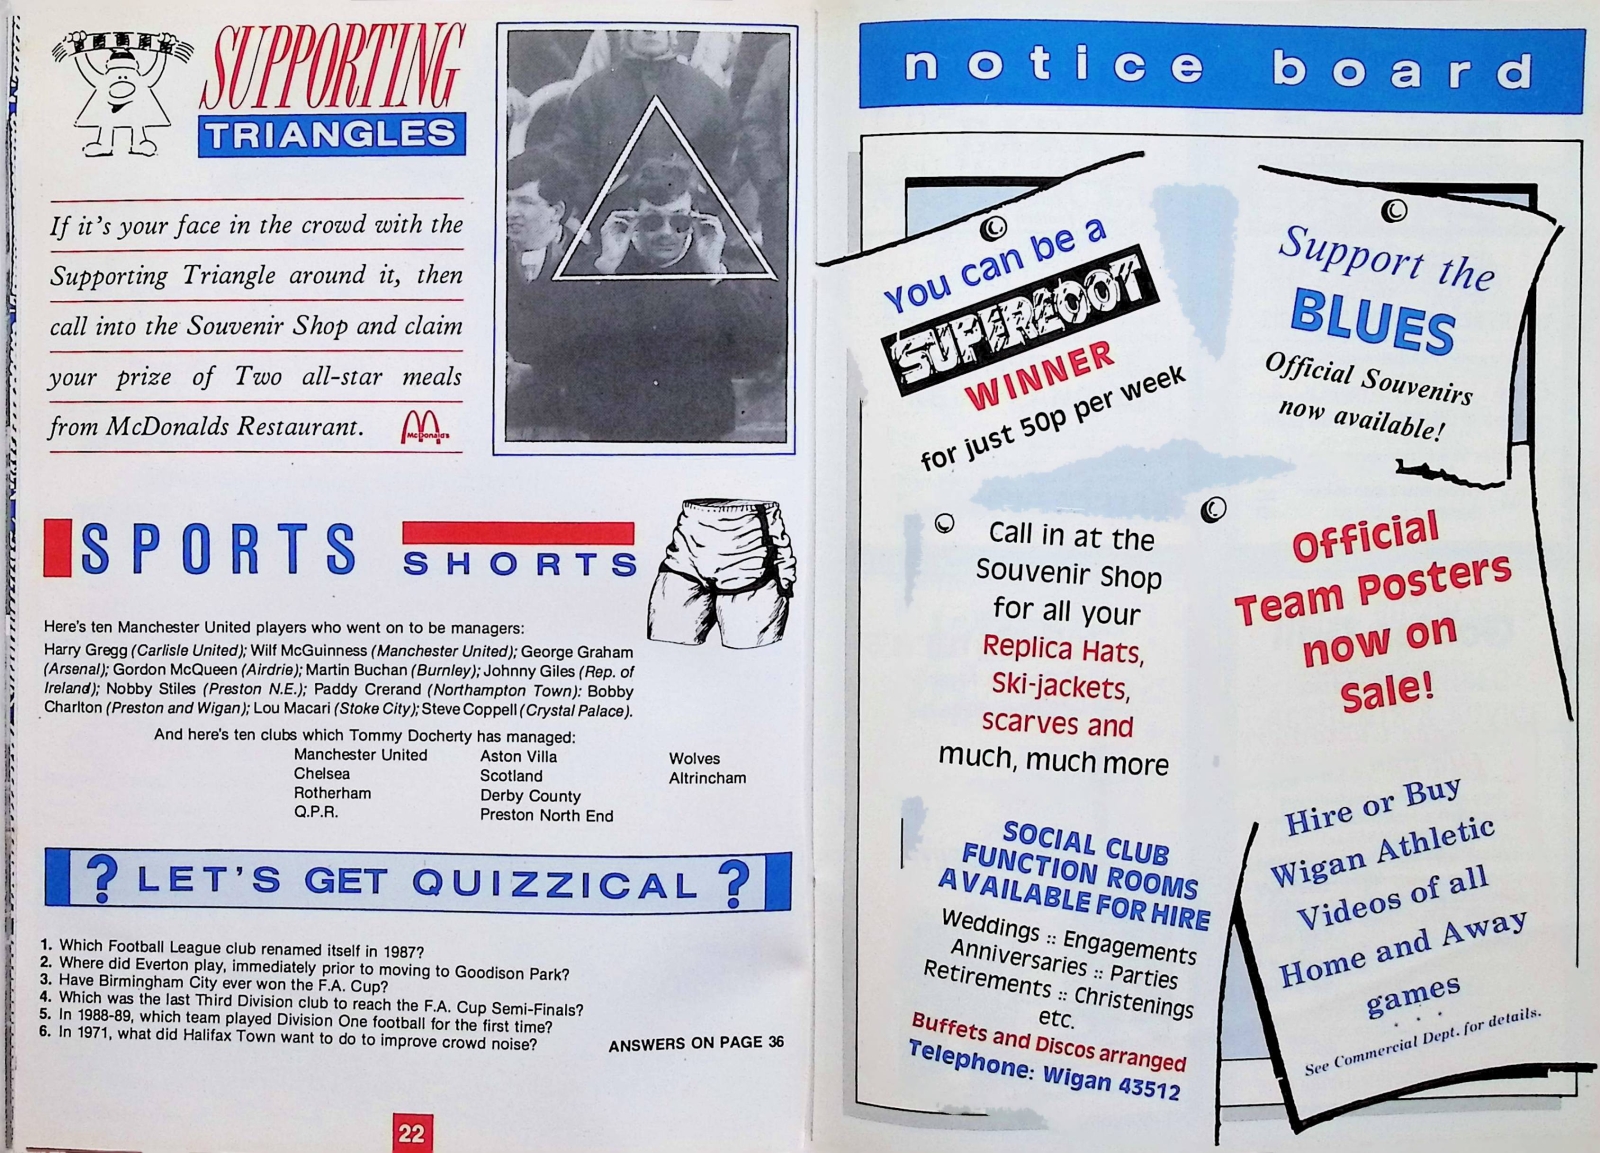 SUPPORTING
TRIANGLES
If it's your face in the crowd with the
Supporting Triangle around it, then
call into the Souvenir Shop and claim
your prize of Two all-star meals
from McDonalds Restaurant.
McDonald's
SPORTS SHORTS
Here's ten Manchester United players who went on to be managers:
Harry Gregg (Carlisle United); Wilf McGuinness (Manchester United); George Graham
(Arsenal); Gordon McQueen (Airdrie); Martin Buchan (Burnley); Johnny Giles (Rep. of
Ireland); Nobby Stiles (Preston N.E.); Paddy Crerand (Northampton Town): Bobby
Charlton (Preston and Wigan); Lou Macari (Stoke City); Steve Coppell (Crystal Palace).
And here's ten clubs which Tommy Docherty has managed:
Manchester United Aston Villa Wolves
Chelsea Scotland Altrincham
Rotherham Derby County
Q.P.R. Preston North End
? LET'S GET QUIZZICAL ?
1. Which Football League club renamed itself in 1987?
2. Where did Everton play, immediately prior to moving to Goodison Park?
3. Have Birmingham City ever won the F.A. Cup?
4. Which was the last Third Division club to reach the F.A. Cup Semi-Finals?
5. In 1988-89, which team played Division One football for the first time?
6. In 1971, what did Halifax Town want to do to improve crowd noise?
ANSWERS ON PAGE 36
22
notice board
You can be a
SUPERLOOT
WINNER
for just 50p per week
Support the
BLUES
Official Souvenirs
now available!
Call in at the
Souvenir Shop
for all your
Replica Hats,
Ski-jackets,
scarves and
much, much more
Official
Team Posters
now on
Sale!
SOCIAL CLUB
FUNCTION ROOMS
AVAILABLE FOR HIRE
Weddings :: Engagements
Anniversaries :: Parties
Retirements :: Christenings
etc.
Buffets and Discos arranged
Telephone: Wigan 43512
Hire or Buy
Wigan Athletic
Videos of all
Home and Away
games
. . .
See Commercial Dept. for details.